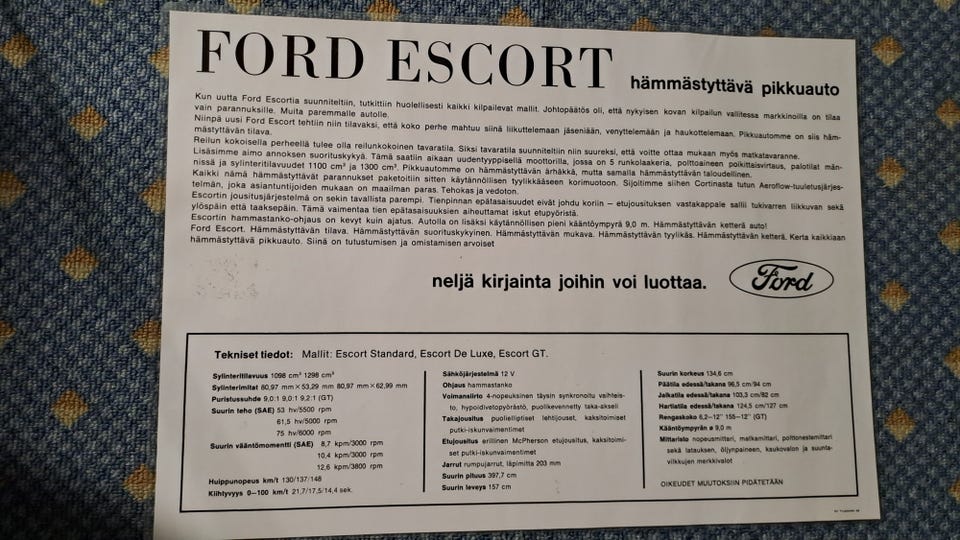 FORD ESCORT hämmästyttävä pikkuauto
Kun uutta Ford Escortia suunniteltiin, tutkittiin huolellisesti kaikki kilpailevat mallit. Johtopäätös oli, että nykyisen kovan kilpailun vallitessa markkinoilla on tilaa
vain parannuksille. Muita paremmalle autolle.
Niinpä uusi Ford Escort tehtiin niin tilavaksi, että koko perhe mahtuu siinä liikuttelemaan jäseniään, venyttelemään ja haukottelemaan. Pikkuautomme on siis häm-
mästyttävän tilava.
Reilun kokoisella perheellä tulee olla reilunkokoinen tavaratila. Siksi tavaratila suunniteltiin niin suureksi, että voitte ottaa mukaan myös matkatavaranne.
Lisäsimme aimo annoksen suorituskykyä. Tämä saatiin aikaan uudentyyppisellä moottorilla, jossa on 5 runkolaakeria, polttoaineen poikittaisvirtaus, palotilat män-
nissä ja sylinteritilavuudet 1100 cm³ ja 1300 cm³. Pikkuautomme on hämmästyttävän ärhäkkä, mutta samalla hämmästyttävän taloudellinen.
Kaikki nämä hämmästyttävät parannukset paketoitiin sitten käytännöllisen tyylikkääseen korimuotoon. Sijoitimme siihen Cortinasta tutun Aeroflow-tuuletusjärjes-
telmän, joka asiantuntijoiden mukaan on maailman paras. Tehokas ja vedoton.
Escortin jousitusjärjestelmä on sekin tavallista parempi. Tienpinnan epätasaisuudet eivät johdu koriin – etujousituksen vastakappale sallii tukivarren liikkuvan sekä
ylöspäin että taaksepäin. Tämä vaimentaa tien epätasaisuuksien aiheuttamat iskut etupyöristä.
Escortin hammastanko-ohjaus on kevyt kuin ajatus. Autolla on lisäksi käytännöllisen pieni kääntöympyrä 9,0 m. Hämmästyttävän ketterä auto!
Ford Escort. Hämmästyttävän tilava. Hämmästyttävän suorituskykyinen. Hämmästyttävän mukava. Hämmästyttävän tyylikäs. Hämmästyttävän ketterä. Kerta kaikkiaan
hämmästyttävä pikkuauto. Siinä on tutustumisen ja omistamisen arvoiset
neljä kirjainta joihin voi luottaa. Ford
Tekniset tiedot: Mallit: Escort Standard, Escort De Luxe, Escort GT.
Sylinteritilavuus 1098 cm³ 1298 cm³
Sylinterimitat 80,97 mm×53,29 mm 80,97 mm×62,99 mm
Puristussuhde 9,0:1 9,0:1 9,2:1 (GT)
Suurin teho (SAE) 53 hv/5500 rpm
61,5 hv/5000 rpm
75 hv/6000 rpm
Suurin vääntömomentti (SAE) 8,7 kpm/3000 rpm
10,4 kpm/3000 rpm
12,6 kpm/3800 rpm
Huippunopeus km/t 130/137/148
Kiihtyvyys 0–100 km/t 21,7/17,5/14,4 sek.
Sähköjärjestelmä 12 V
Ohjaus hammastanko
Voimansiirto 4-nopeuksinen täysin synkronoitu vaihteis-
to, hypoidivetopyörästö, puolikevennetty taka-akseli
Takajousitus puolielliptiset lehtijouset, kaksitoimiset
putki-iskunvaimentimet
Etujousitus erillinen McPherson etujousitus, kaksitoimi-
set putki-iskunvaimentimet
Jarrut rumpujarrut, läpimitta 203 mm
Suurin pituus 397,7 cm
Suurin leveys 157 cm
Suurin korkeus 134,6 cm
Päätila edessä/takana 96,5 cm/94 cm
Jalkatila edessä/takana 103,3 cm/82 cm
Hartiatila edessä/takana 124,5 cm/127 cm
Rengaskoko 6,2–12" 155–12" (GT)
Kääntöympyrän ø 9,0 m
Mittaristo nopeusmittari, matkamittari, polttonestemittari
sekä latauksen, öljynpaineen, kaukovalon ja suunta-
vilkkujen merkkivalot
OIKEUDET MUUTOKSIIN PIDÄTETÄÄN